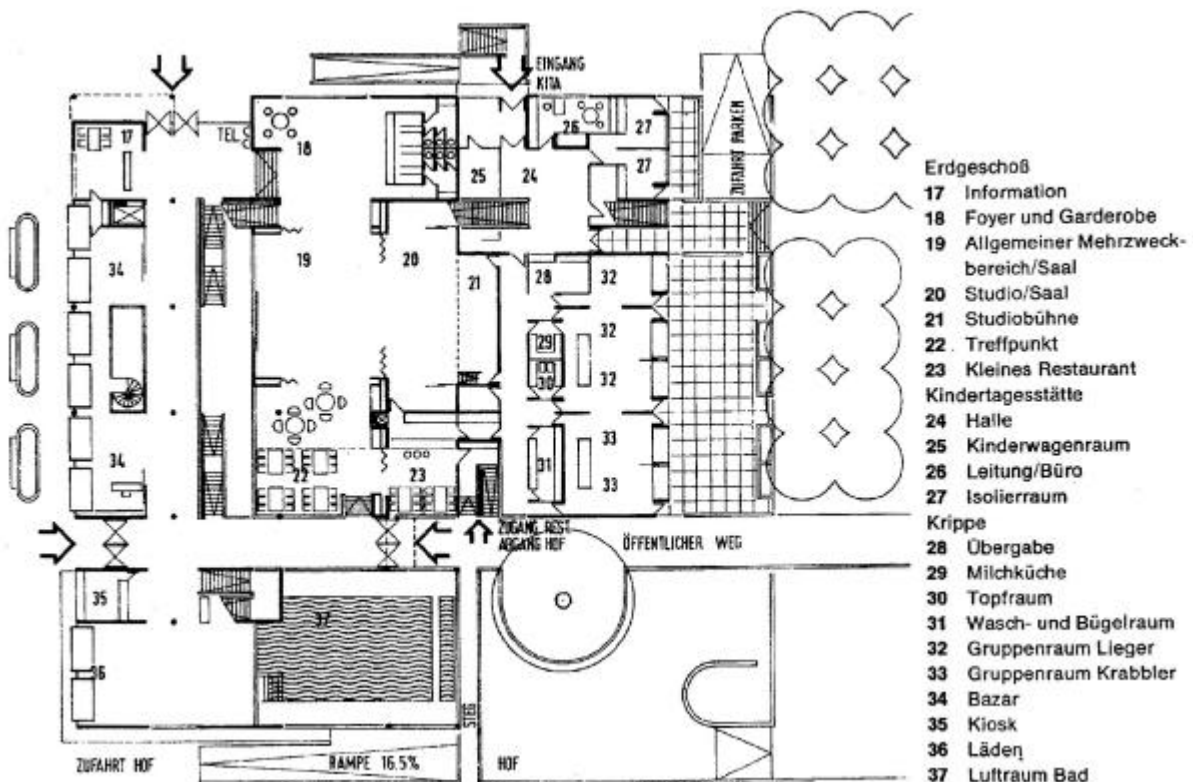 EINGANG
KITA
17
TEL
18
26
27
25
24
27
ZUFAHRT PARKEN
34
19
20
21
28
32
32
29
30
32
34
22
23
31
33
33
ZUGANG REST
ABGANG HOF
ÖFFENTLICHER WEG
35
37
36
STEG
ZUFAHRT HOF
RAMPE 16.5%
HOF
Erdgeschoß
17 Information
18 Foyer und Garderobe
19 Allgemeiner Mehrzweck-
bereich/Saal
20 Studio/Saal
21 Studiobühne
22 Treffpunkt
23 Kleines Restaurant
Kindertagesstätte
24 Halle
25 Kinderwagenraum
26 Leitung/Büro
27 Isolierraum
Krippe
28 Übergabe
29 Milchküche
30 Topfraum
31 Wasch- und Bügelraum
32 Gruppenraum Lieger
33 Gruppenraum Krabbler
34 Bazar
35 Kiosk
36 Läden
37 Luftraum Bad